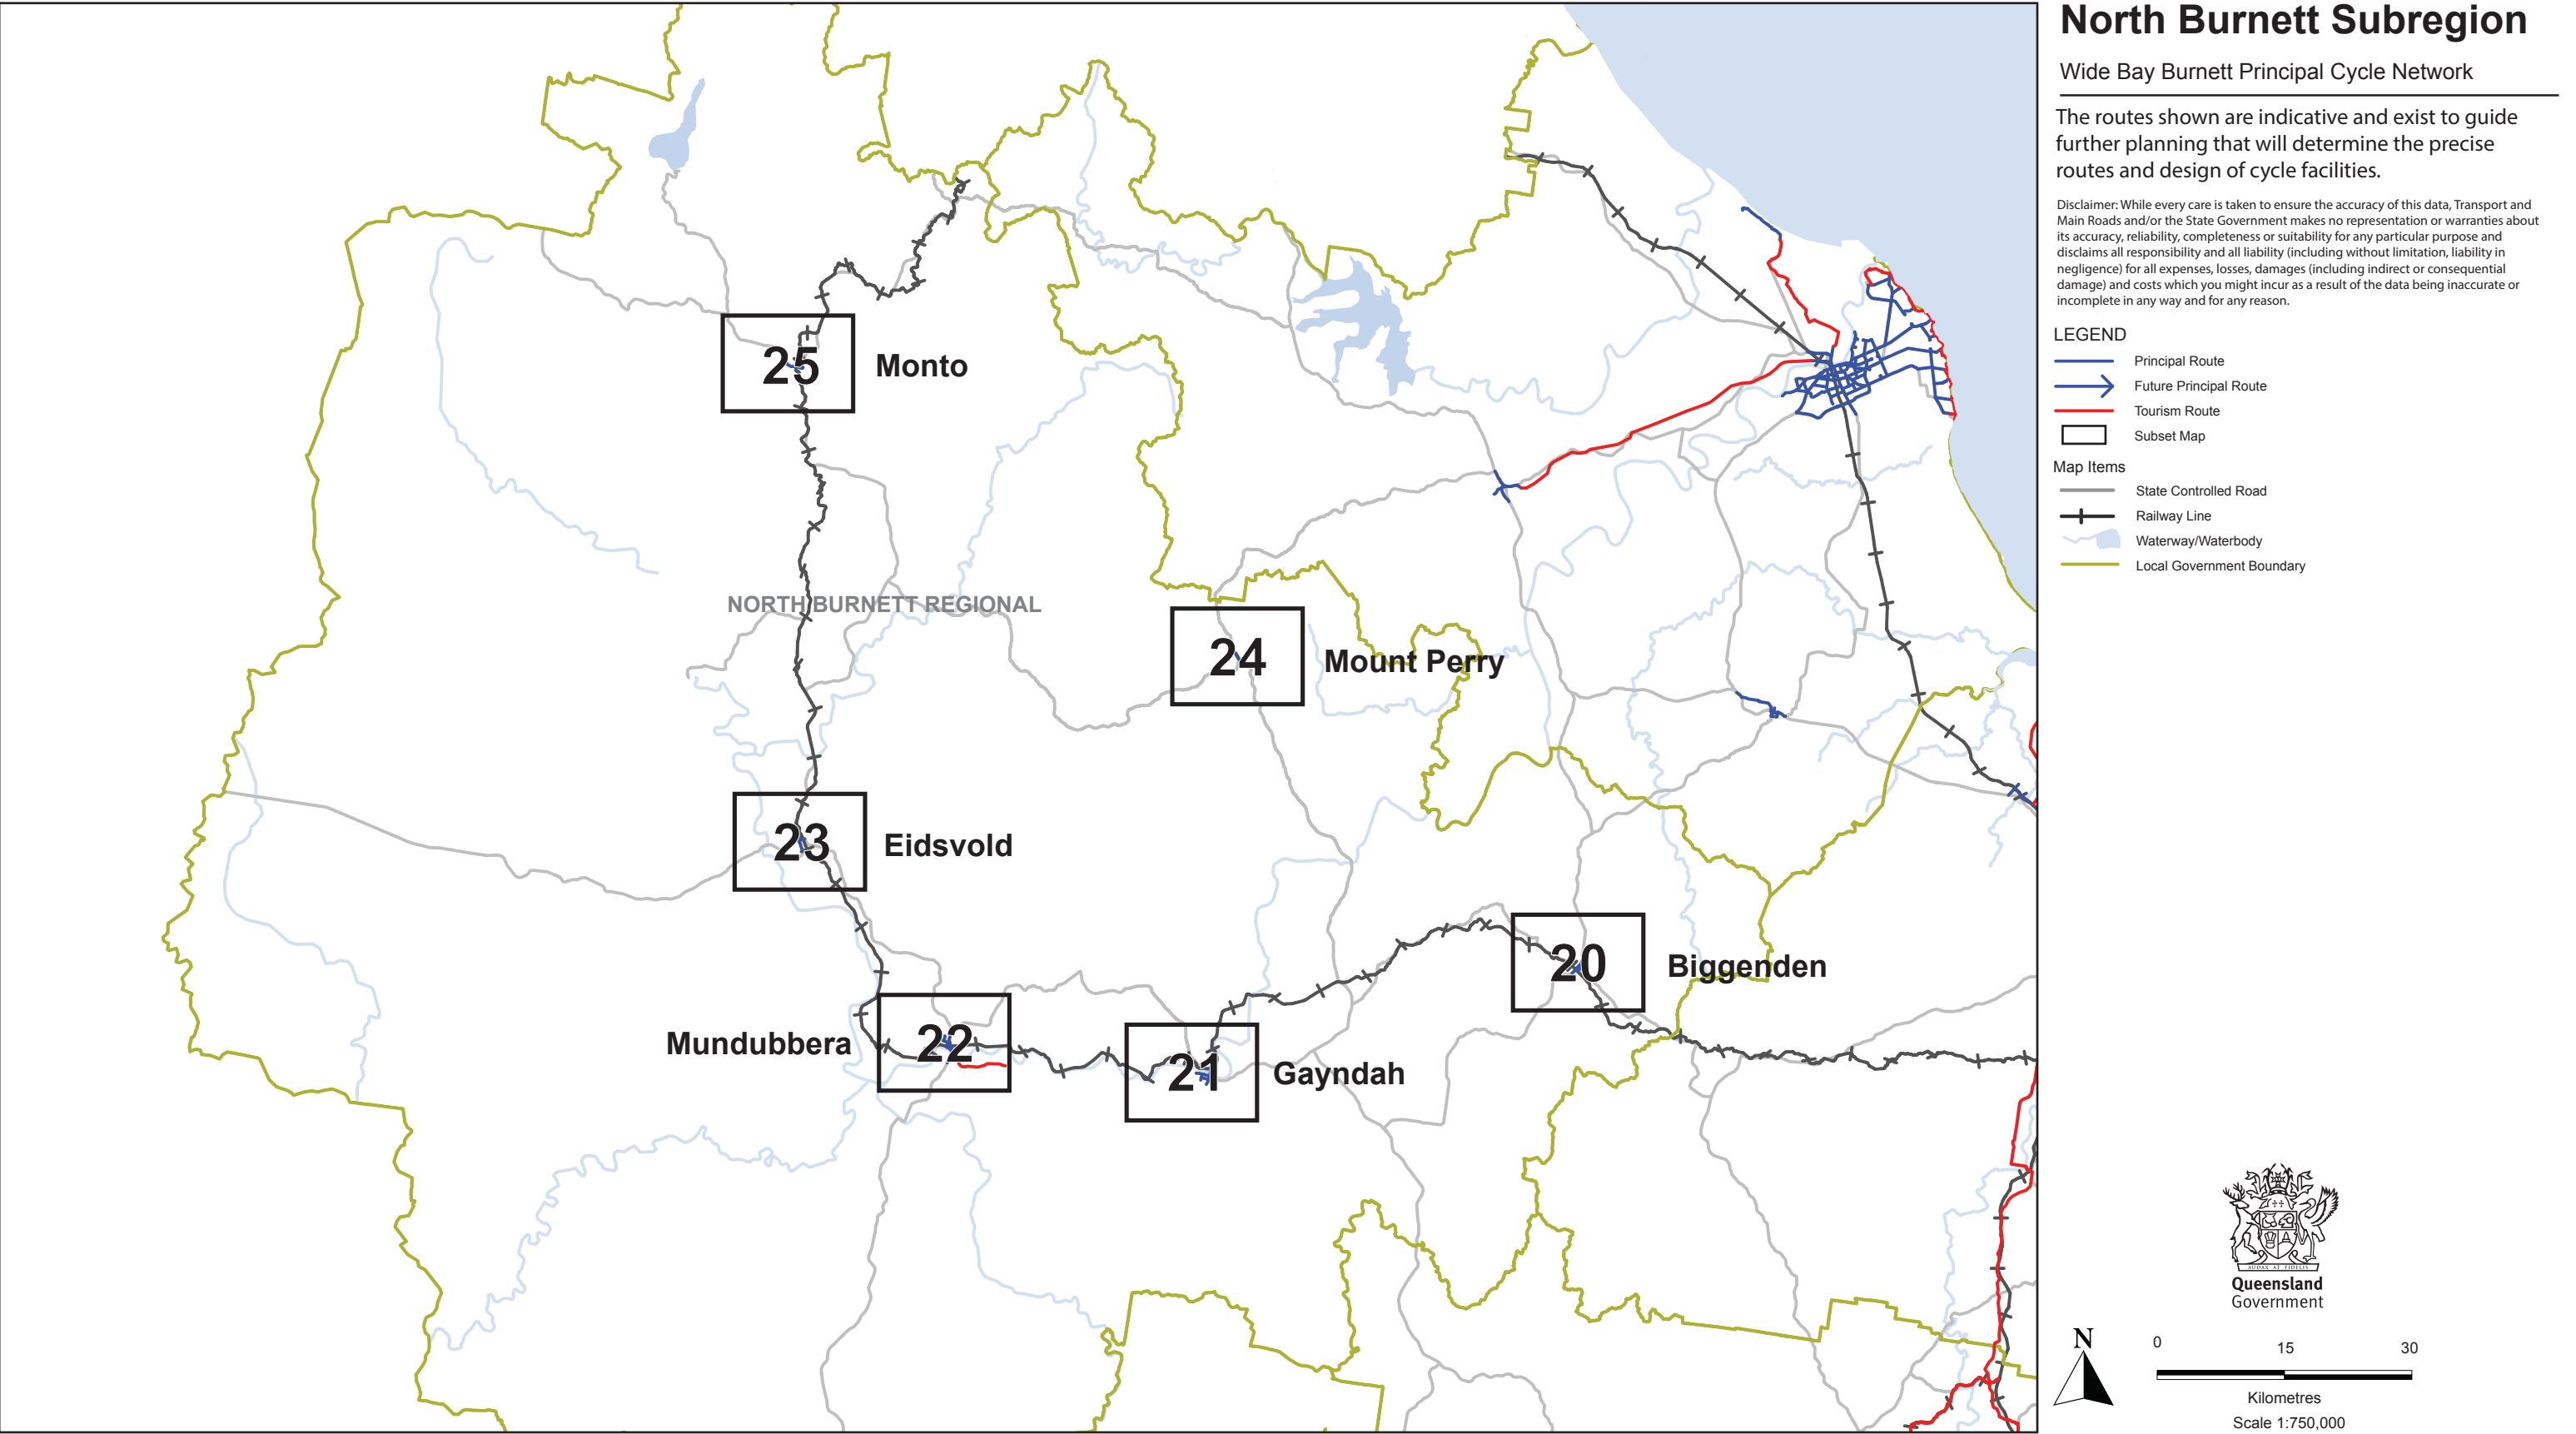 North Burnett Subregion
Wide Bay Burnett Principal Cycle Network
The routes shown are indicative and exist to guide
further planning that will determine the precise
routes and design of cycle facilities.
Disclaimer: While every care is taken to ensure the accuracy of this data, Transport and
Main Roads and/or the State Government makes no representation or warranties about
its accuracy, reliability, completeness or suitability for any particular purpose and
disclaims all responsibility and all liability (including without limitation, liability in
negligence) for all expenses, losses, damages (including indirect or consequential
damage) and costs which you might incur as a result of the data being inaccurate or
incomplete in any way and for any reason.
LEGEND
Principal Route
Future Principal Route
Tourism Route
Subset Map
Map Items
State Controlled Road
Railway Line
Waterway/Waterbody
Local Government Boundary
25 Monto
NORTH BURNETT REGIONAL
24 Mount Perry
23 Eidsvold
20 Biggenden
Mundubbera 22
21 Gayndah
AUDAX AT FIDELIS
Queensland
Government
N
0 15 30
Kilometres
Scale 1:750,000